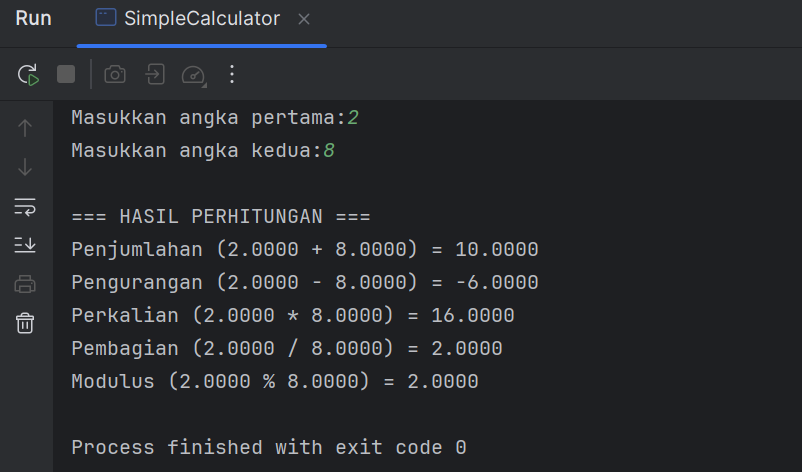 Run SimpleCalculator
Masukkan angka pertama:2
Masukkan angka kedua:8
=== HASIL PERHITUNGAN ===
Penjumlahan (2.0000 + 8.0000) = 10.0000
Pengurangan (2.0000 - 8.0000) = -6.0000
Perkalian (2.0000 * 8.0000) = 16.0000
Pembagian (2.0000 / 8.0000) = 2.0000
Modulus (2.0000 % 8.0000) = 2.0000
Process finished with exit code 0